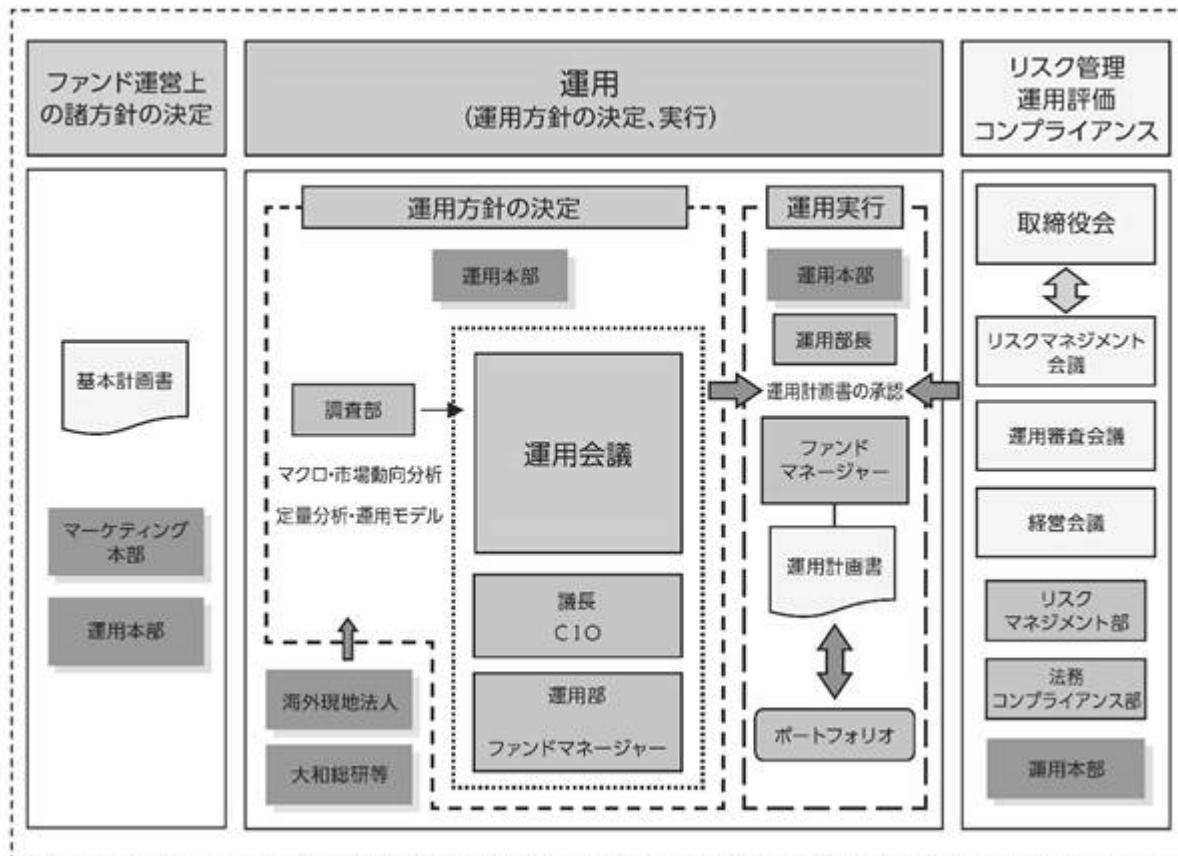 ファンド運営上
の諸方針の決定
基本計画書
マーケティング
本部
運用本部
運用
(運用方針の決定、実行)
運用方針の決定
運用本部
調査部
マクロ・市場動向分析
定量分析・運用モデル
海外現地法人
大和総研等
運用会議
議長
CIO
運用部
ファンドマネージャー
運用実行
運用本部
運用部長
運用計画書の承認
ファンド
マネージャー
運用計画書
ポートフォリオ
リスク管理
運用評価
コンプライアンス
取締役会
リスクマネジメント
会議
運用審査会議
経営会議
リスク
マネジメント部
法務
コンプライアンス部
運用本部